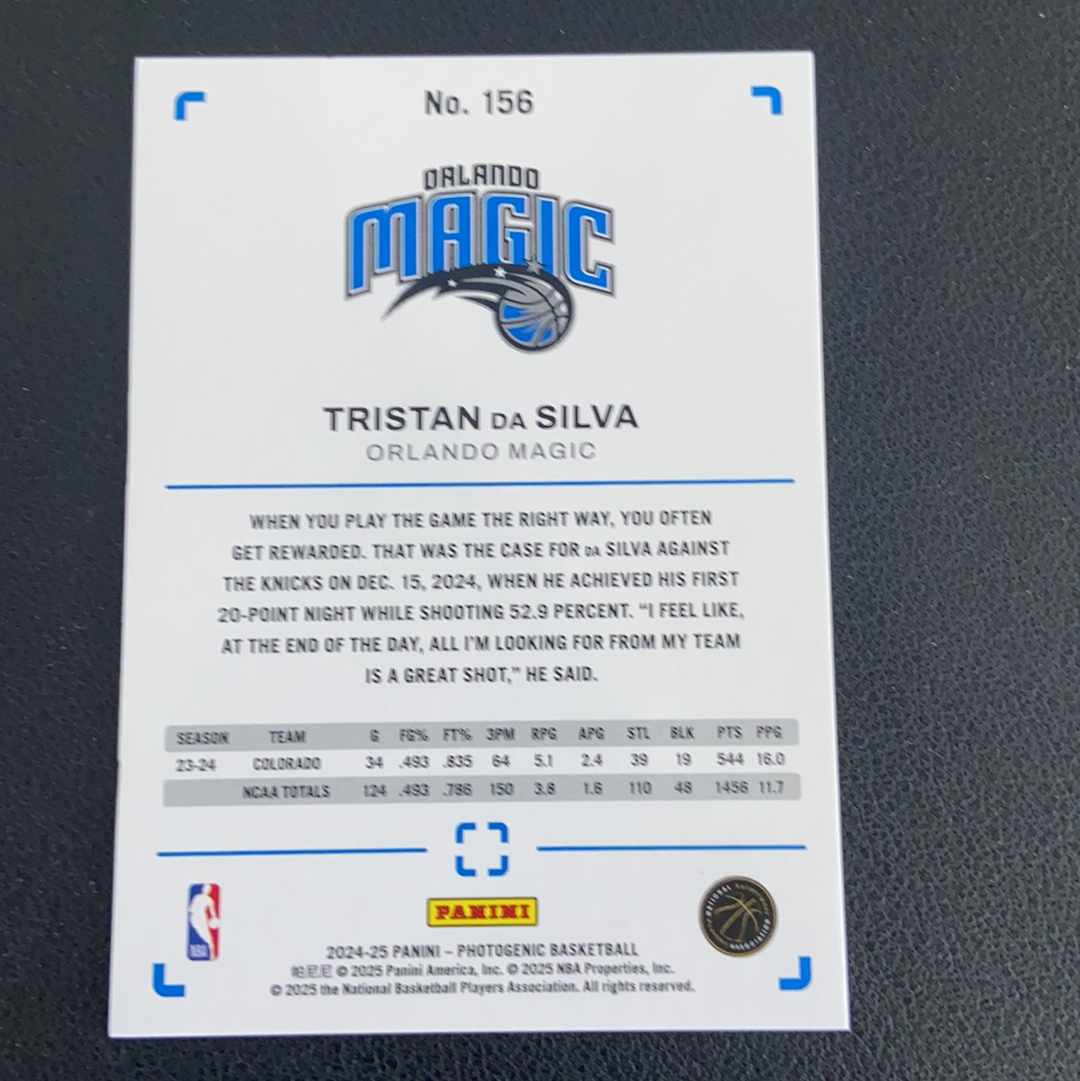 No. 156
ORLANDO
MAGIC
TRISTAN DA SILVA
ORLANDO MAGIC
WHEN YOU PLAY THE GAME THE RIGHT WAY, YOU OFTEN
GET REWARDED. THAT WAS THE CASE FOR DA SILVA AGAINST
THE KNICKS ON DEC. 15, 2024, WHEN HE ACHIEVED HIS FIRST
20-POINT NIGHT WHILE SHOOTING 52.9 PERCENT. “I FEEL LIKE,
AT THE END OF THE DAY, ALL I’M LOOKING FOR FROM MY TEAM
IS A GREAT SHOT,” HE SAID.
SEASON TEAM G FG% FT% 3PM RPG APG STL BLK PTS PPG
23-24 COLORADO 34 .493 .835 64 5.1 2.4 39 19 544 16.0
NCAA TOTALS 124 .493 .786 150 3.8 1.6 110 48 1456 11.7
NBA
PANINI
NATIONAL
ASSOCIATION
2024-25 PANINI – PHOTOGENIC BASKETBALL
帕尼尼 © 2025 Panini America, Inc. © 2025 NBA Properties, Inc.
© 2025 the National Basketball Players Association. All rights reserved.